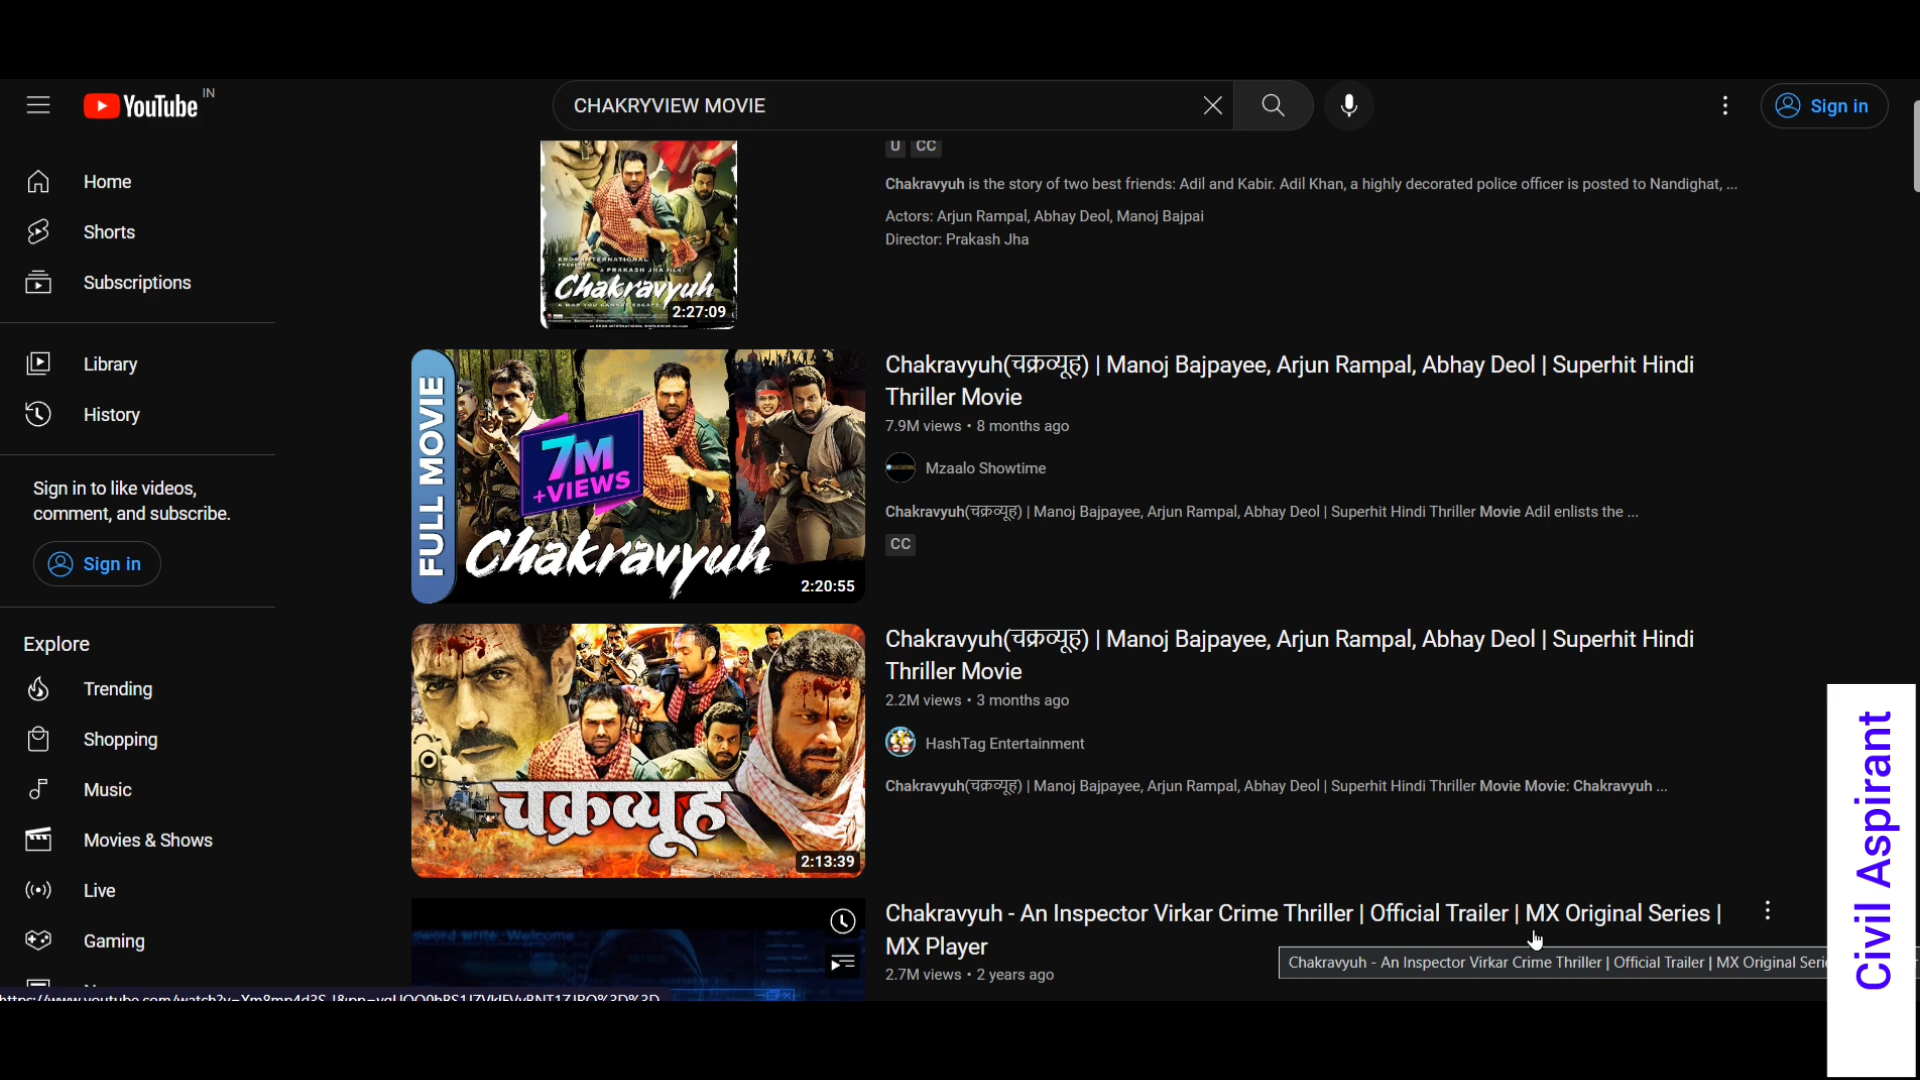 YouTube IN
CHAKRYVIEW MOVIE
Sign in
Home
Shorts
Subscriptions
Library
History
Sign in to like videos,
comment, and subscribe.
Sign in
Explore
Trending
Shopping
Music
Movies & Shows
Live
Gaming
Chakravyuh
2:27:09
U CC
Chakravyuh is the story of two best friends: Adil and Kabir. Adil Khan, a highly decorated police officer is posted to Nandighat, ...
Actors: Arjun Rampal, Abhay Deol, Manoj Bajpai
Director: Prakash Jha
FULL MOVIE
7M
+VIEWS
Chakravyuh
2:20:55
Chakravyuh(चक्रव्यूह) | Manoj Bajpayee, Arjun Rampal, Abhay Deol | Superhit Hindi
Thriller Movie
7.9M views • 8 months ago
Mzaalo Showtime
Chakravyuh(चक्रव्यूह) | Manoj Bajpayee, Arjun Rampal, Abhay Deol | Superhit Hindi Thriller Movie Adil enlists the ...
CC
चक्रव्यूह
2:13:39
Chakravyuh(चक्रव्यूह) | Manoj Bajpayee, Arjun Rampal, Abhay Deol | Superhit Hindi
Thriller Movie
2.2M views • 3 months ago
HashTag Entertainment
Chakravyuh(चक्रव्यूह) | Manoj Bajpayee, Arjun Rampal, Abhay Deol | Superhit Hindi Thriller Movie Movie: Chakravyuh ...
Chakravyuh - An Inspector Virkar Crime Thriller | Official Trailer | MX Original Series |
MX Player
2.7M views • 2 years ago
Chakravyuh - An Inspector Virkar Crime Thriller | Official Trailer | MX Original
Civil Aspirant